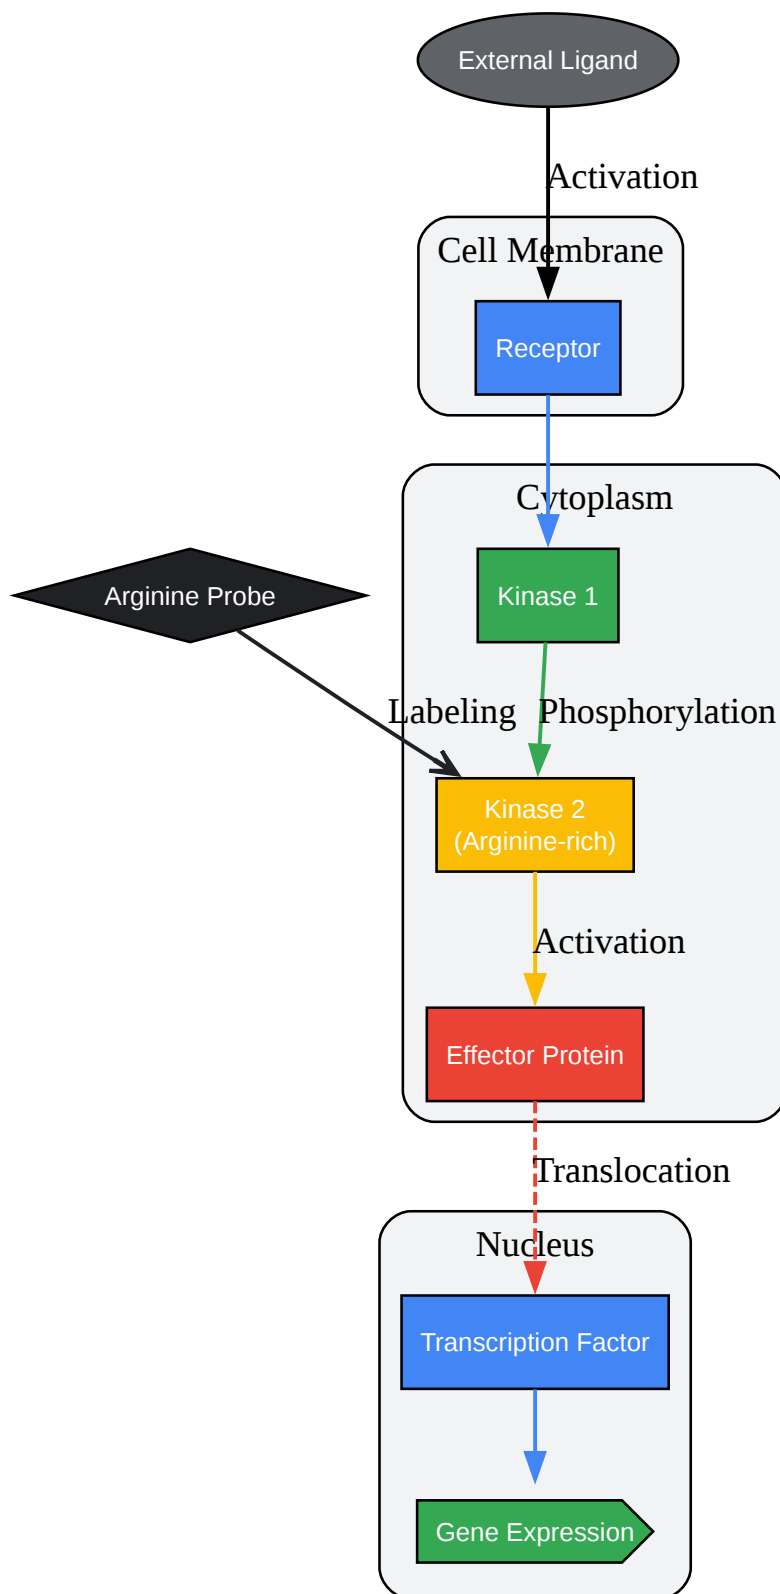 External Ligand
Activation
Cell Membrane
Receptor
Cytoplasm
Arginine Probe
Kinase 1
Labeling
Phosphorylation
Kinase 2
(Arginine-rich)
Activation
Effector Protein
Translocation
Nucleus
Transcription Factor
Gene Expression